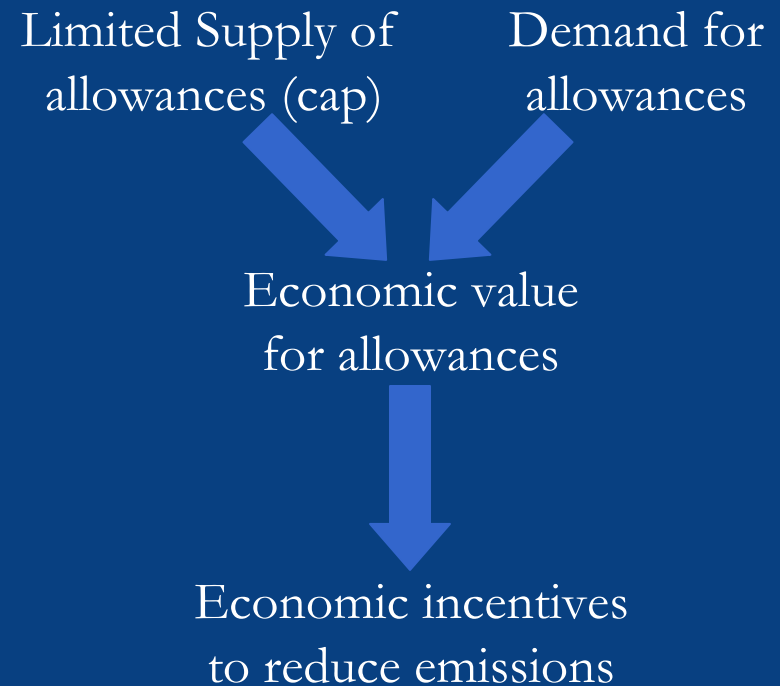 Limited Supply of
allowances (cap)
Demand for
allowances
Economic value
for allowances
Economic incentives
to reduce emissions